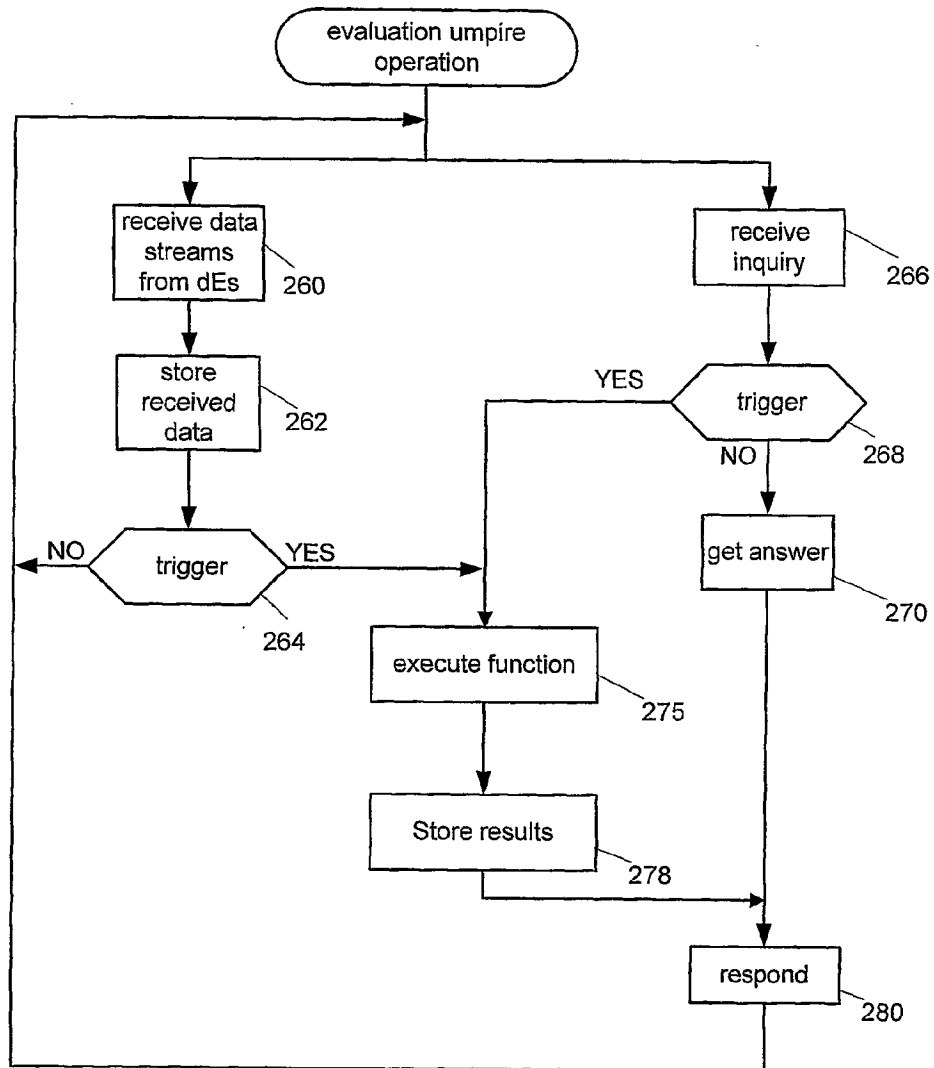 evaluation umpire
operation
receive data
streams
from dEs
260
receive
inquiry
266
store
received
data
262
YES
trigger
268
NO
NO
trigger
YES
264
get answer
270
execute function
275
Store results
278
respond
280